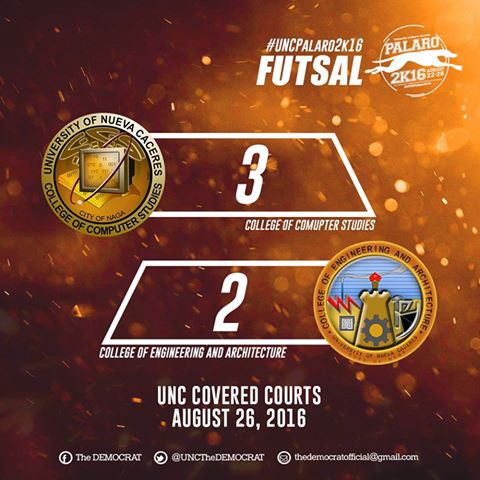 #UNCPALARO2K16
FUTSAL
PALARO
2K16 AUGUST
22-28
UNIVERSITY OF NUEVA CACERES
COLLEGE OF COMPUTER STUDIES
CITY OF NAGA
3
COLLEGE OF COMUPTER STUDIES
2
COLLEGE OF ENGINEERING AND ARCHITECTURE
COLLEGE OF ENGINEERING AND ARCHITECTURE
UNIVERSITY OF NUEVA CACERES
UNC COVERED COURTS
AUGUST 26, 2016
The DEMOCRAT
@UNCTheDEMOCRAT
thedemocratofficial@gmail.com